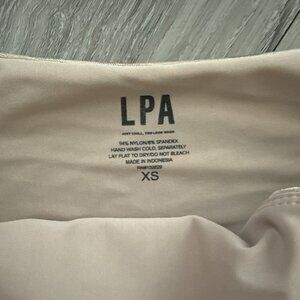 LPA
94% NYLON/6% SPANDEX
HAND WASH COLD, SEPARATELY
LAY FLAT TO DRY/DO NOT BLEACH
MADE IN INDONESIA
XS